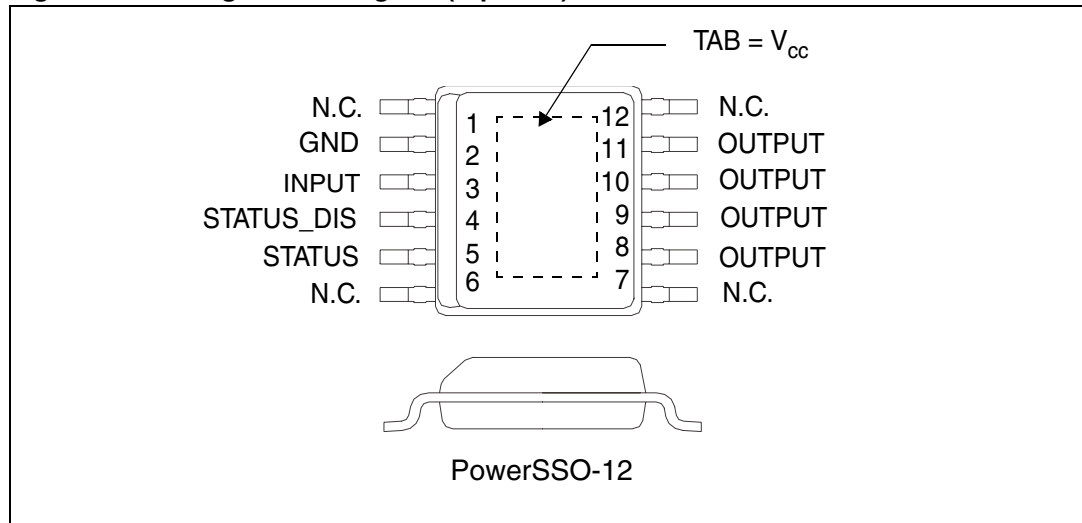 TAB = Vcc
N.C. 1 12 N.C.
GND 2 11 OUTPUT
INPUT 3 10 OUTPUT
STATUS_DIS 4 9 OUTPUT
STATUS 5 8 OUTPUT
N.C. 6 7 N.C.
PowerSSO-12